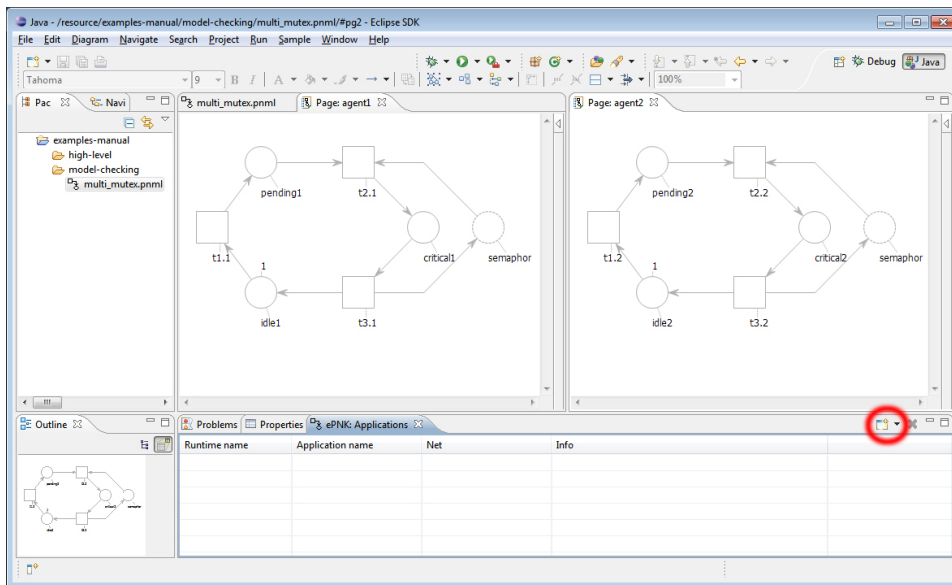 Java - /resource/examples-manual/model-checking/multi_mutex.pnml/#pg2 - Eclipse SDK
File Edit Diagram Navigate Search Project Run Sample Window Help
Debug Java
Tahoma 9 B I A 100%
Pac Navi
multi_mutex.pnml Page: agent1
Page: agent2
examples-manual
high-level
model-checking
multi_mutex.pnml
pending1 t2.1
t1.1 critical1 semaphor
1
idle1 t3.1
pending2 t2.2
t1.2 critical2 semaphor
1
idle2 t3.2
Outline
Problems Properties ePNK: Applications
Runtime name Application name Net Info